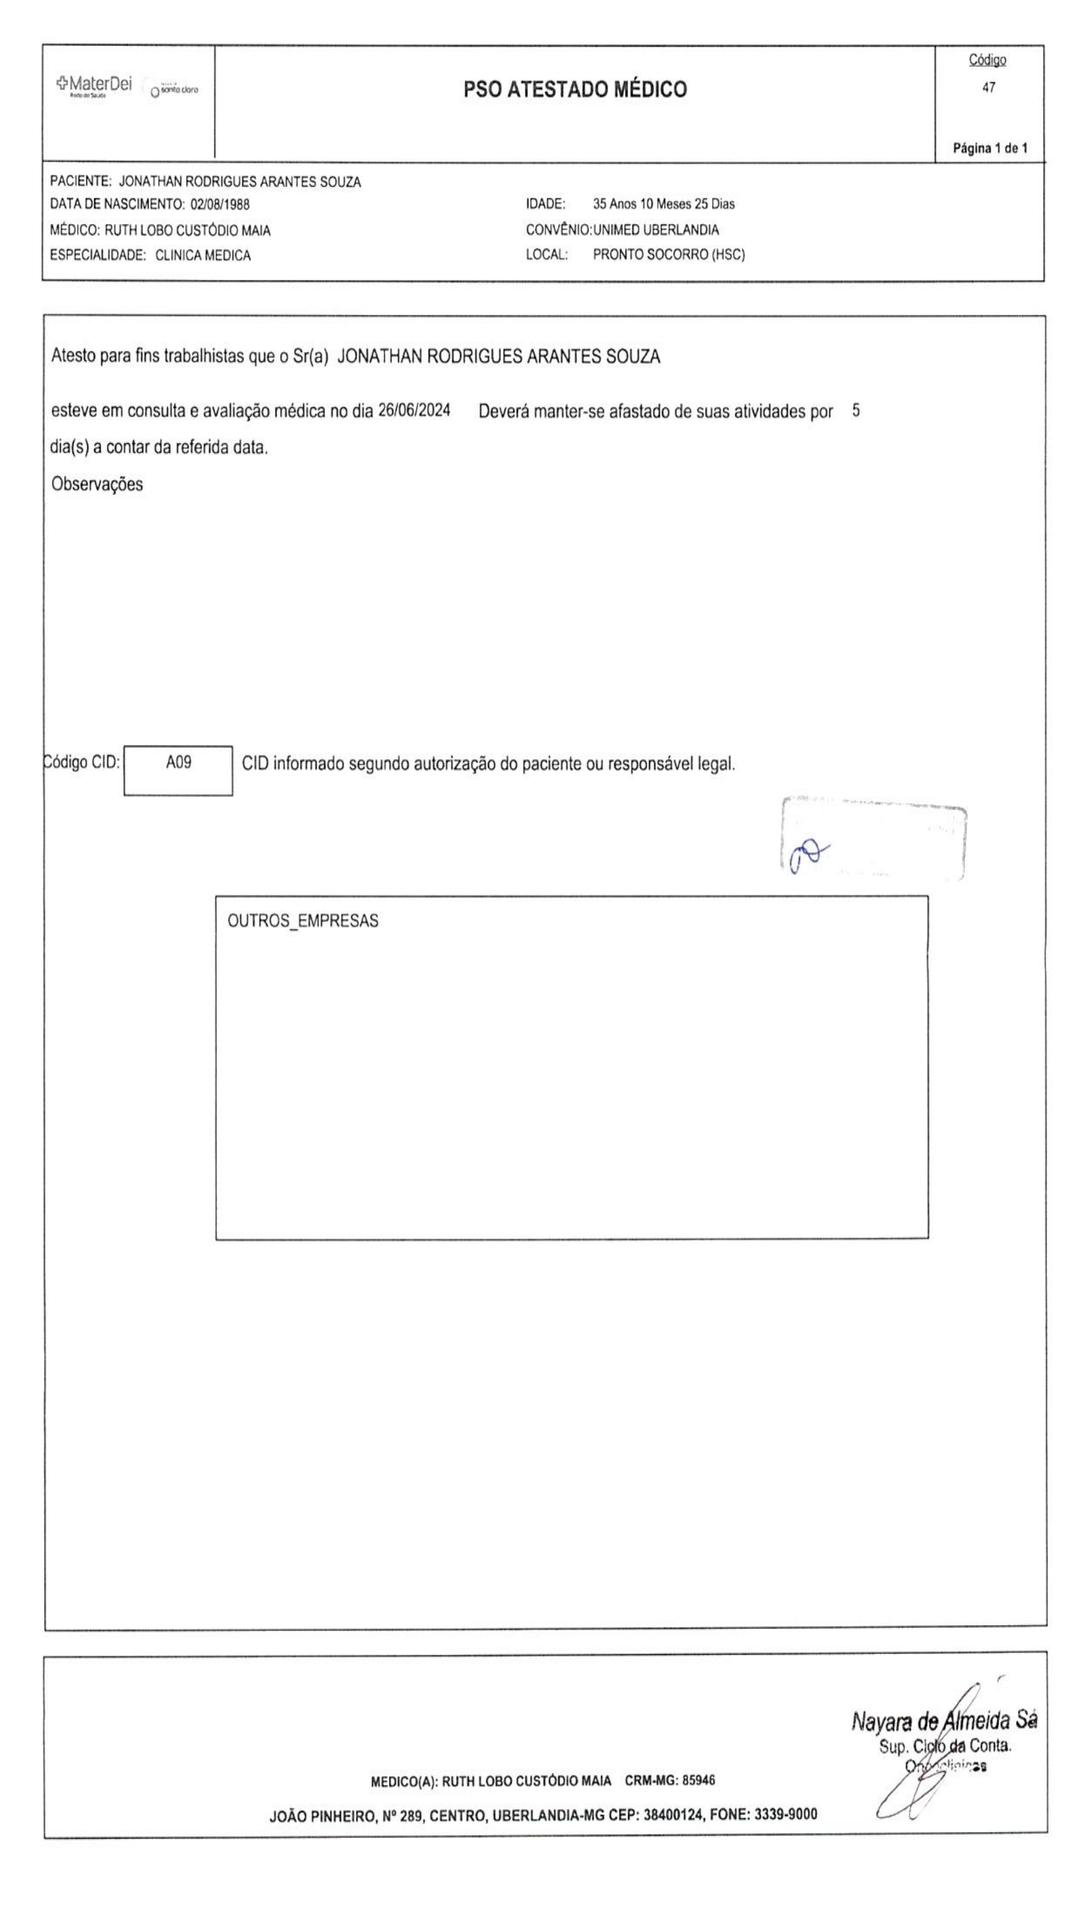 MaterDei
Rede de Saúde
santa clara
PSO ATESTADO MÉDICO
Código
47
Página 1 de 1
PACIENTE: JONATHAN RODRIGUES ARANTES SOUZA
DATA DE NASCIMENTO: 02/08/1988
IDADE: 35 Anos 10 Meses 25 Dias
MÉDICO: RUTH LOBO CUSTÓDIO MAIA
CONVÊNIO:UNIMED UBERLANDIA
ESPECIALIDADE: CLINICA MEDICA
LOCAL: PRONTO SOCORRO (HSC)
Atesto para fins trabalhistas que o Sr(a) JONATHAN RODRIGUES ARANTES SOUZA
esteve em consulta e avaliação médica no dia 26/06/2024 Deverá manter-se afastado de suas atividades por 5
dia(s) a contar da referida data.
Observações
Código CID: A09 CID informado segundo autorização do paciente ou responsável legal.
OUTROS_EMPRESAS
Nayara de Almeida Sá
Sup. Ciclo da Conta.
Oncoclínicas
MEDICO(A): RUTH LOBO CUSTÓDIO MAIA CRM-MG: 85946
JOÃO PINHEIRO, Nº 289, CENTRO, UBERLANDIA-MG CEP: 38400124, FONE: 3339-9000